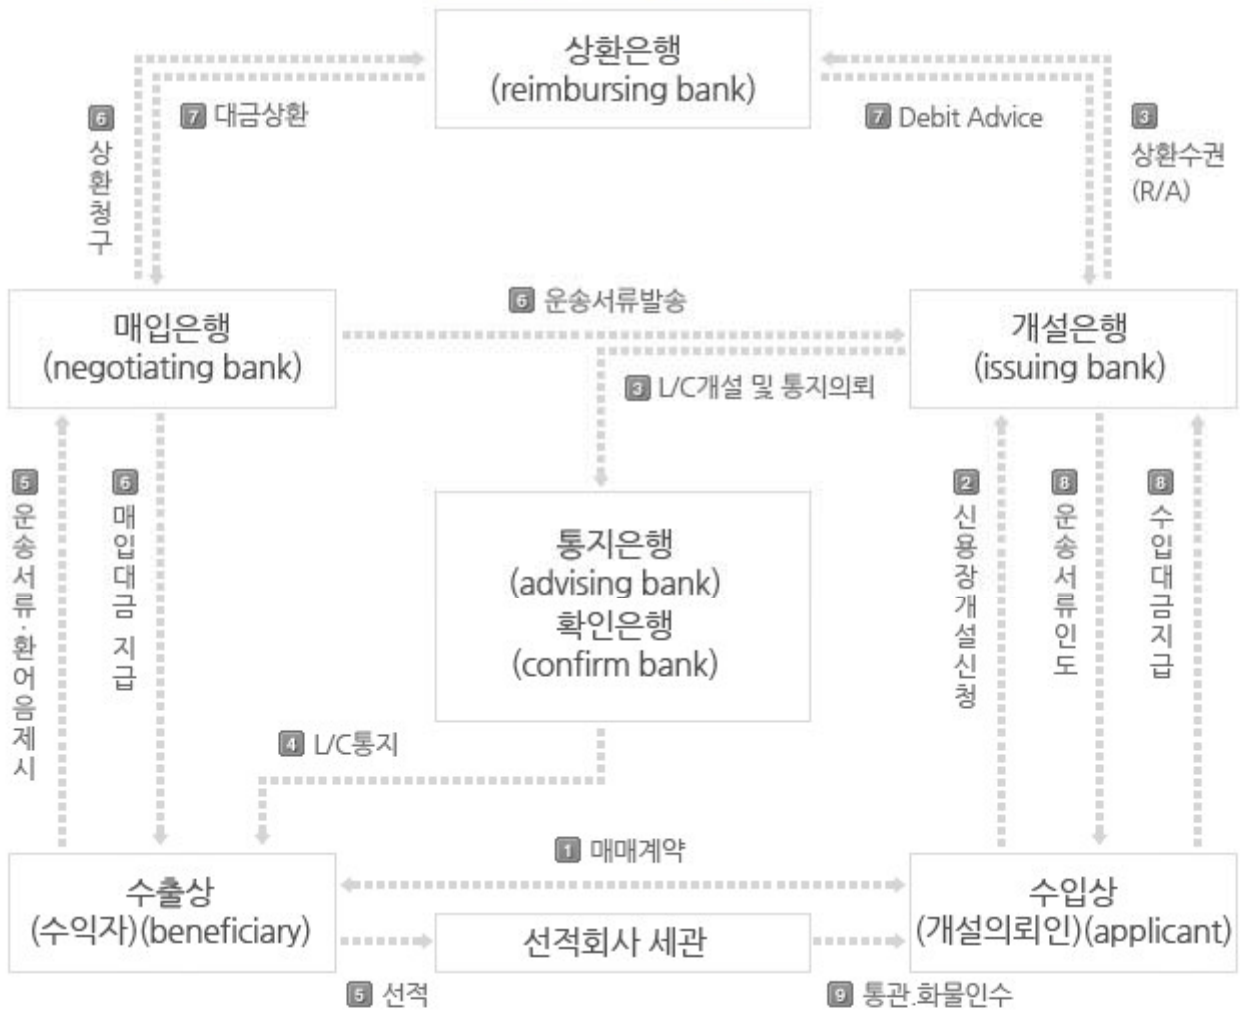 상환은행
(reimbursing bank)
6
상환청구
7 대금상환
7 Debit Advice
3
상환수권
(R/A)
매입은행
(negotiating bank)
6 운송서류발송
개설은행
(issuing bank)
3 L/C개설 및 통지의뢰
5
운송서류·환어음제시
6
매입대금 지급
통지은행
(advising bank)
확인은행
(confirm bank)
2
신용장개설신청
8
운송서류인도
8
수입대금지급
4 L/C통지
1 매매계약
수출상
(수익자)(beneficiary)
선적회사 세관
수입상
(개설의뢰인)(applicant)
5 선적
9 통관.화물인수